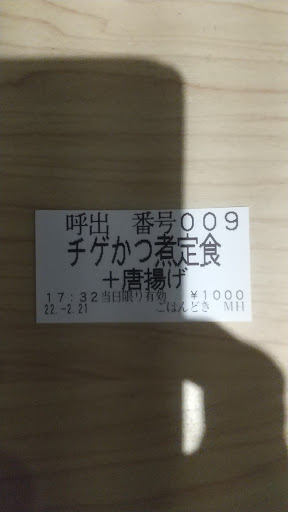 呼出 番号009
チゲかつ煮定食
+唐揚げ
17:32当日限り有効 ¥1000
22.-2.21 ごはんどき MH